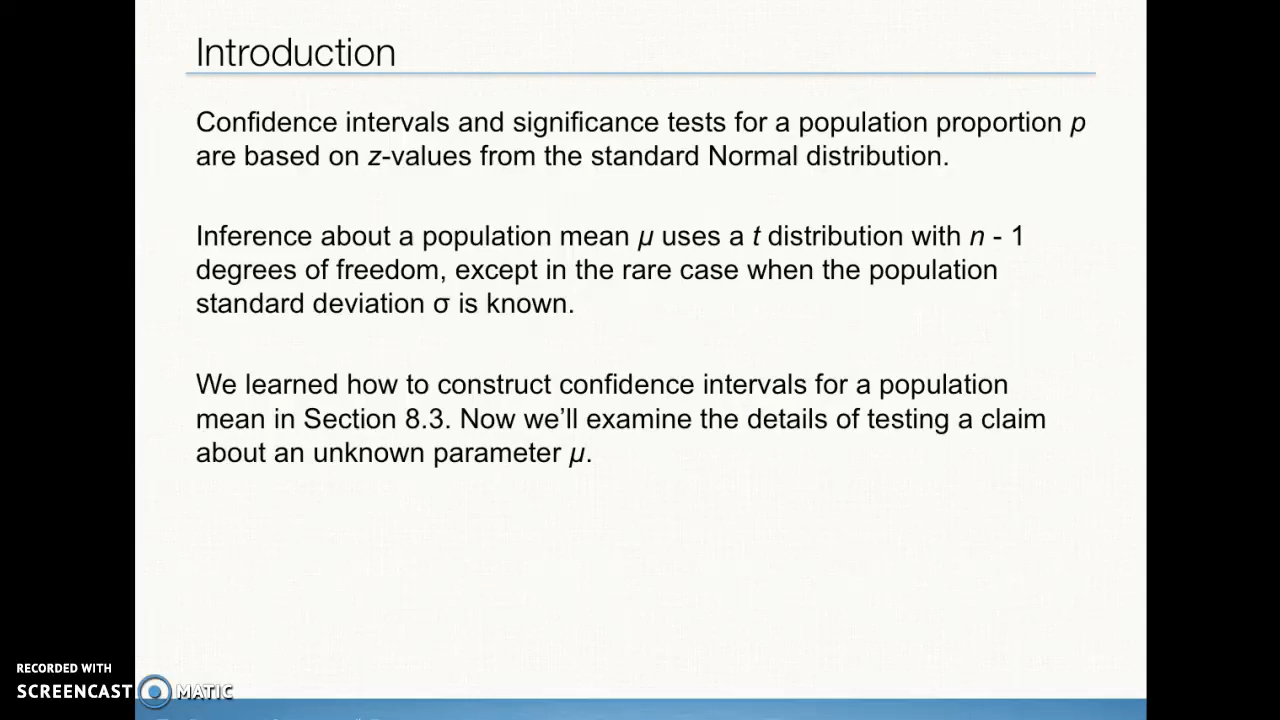 Introduction
Confidence intervals and significance tests for a population proportion p
are based on z-values from the standard Normal distribution.
Inference about a population mean μ uses a t distribution with n - 1
degrees of freedom, except in the rare case when the population
standard deviation σ is known.
We learned how to construct confidence intervals for a population
mean in Section 8.3. Now we’ll examine the details of testing a claim
about an unknown parameter μ.
RECORDED WITH
SCREENCAST MATIC